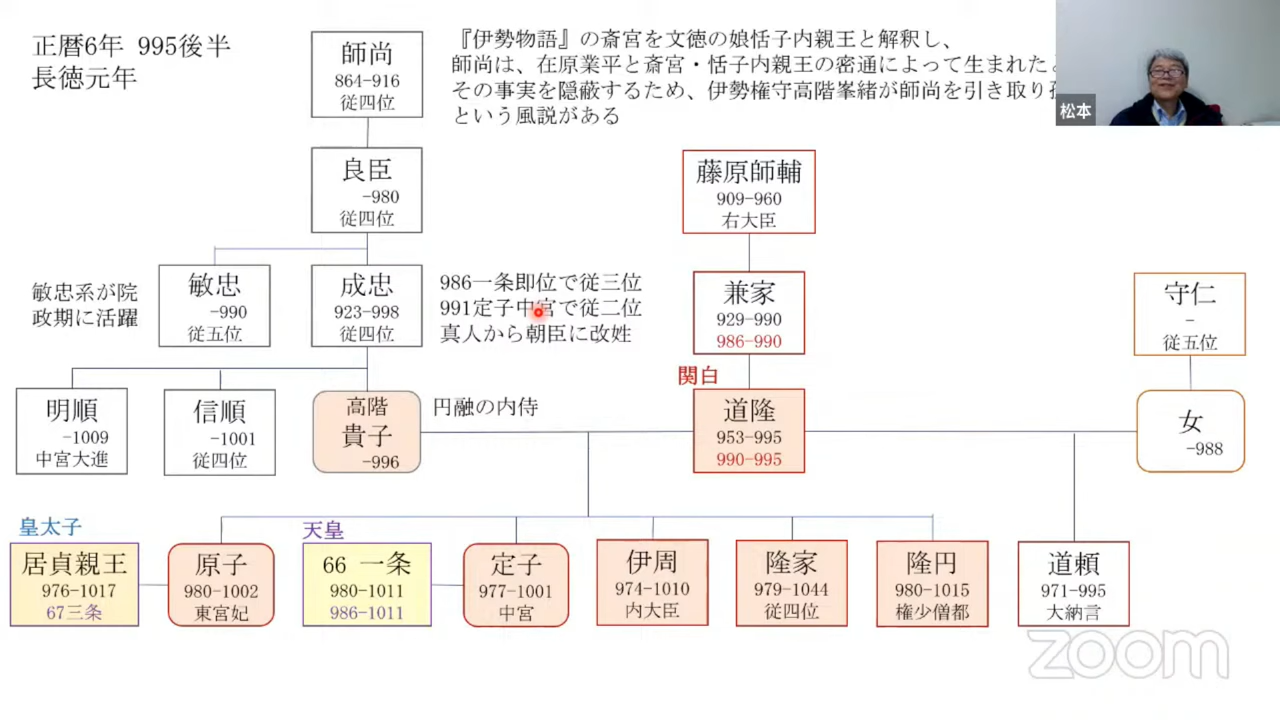 正暦6年 995後半
長徳元年
師尚
864-916
従四位
『伊勢物語』の斎宮を文徳の娘恬子内親王と解釈し、
師尚は、在原業平と斎宮・恬子内親王の密通によって生まれた
その事実を隠蔽するため、伊勢権守高階峯緒が師尚を引き取り
という風説がある
松本
良臣
-980
従四位
藤原師輔
909-960
右大臣
敏忠系が院
政期に活躍
敏忠
-990
従五位
成忠
923-998
従四位
986一条即位で従三位
991定子中宮で従二位
真人から朝臣に改姓
兼家
929-990
986-990
守仁
-
従五位
明順
-1009
中宮大進
信順
-1001
従四位
高階
貴子
-996
円融の内侍
関白
道隆
953-995
990-995
女
-988
皇太子
居貞親王
976-1017
67三条
原子
980-1002
東宮妃
天皇
66 一条
980-1011
986-1011
定子
977-1001
中宮
伊周
974-1010
内大臣
隆家
979-1044
従四位
隆円
980-1015
権少僧都
道頼
971-995
大納言
zoom